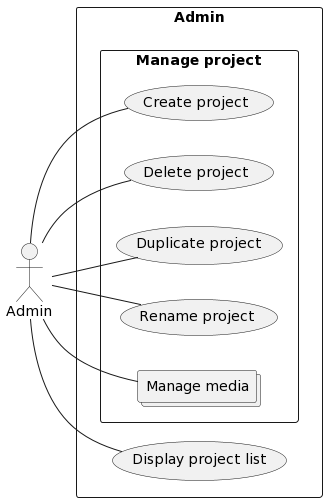 Admin
Manage project
Create project
Delete project
Duplicate project
Rename project
Admin
Manage media
Display project list